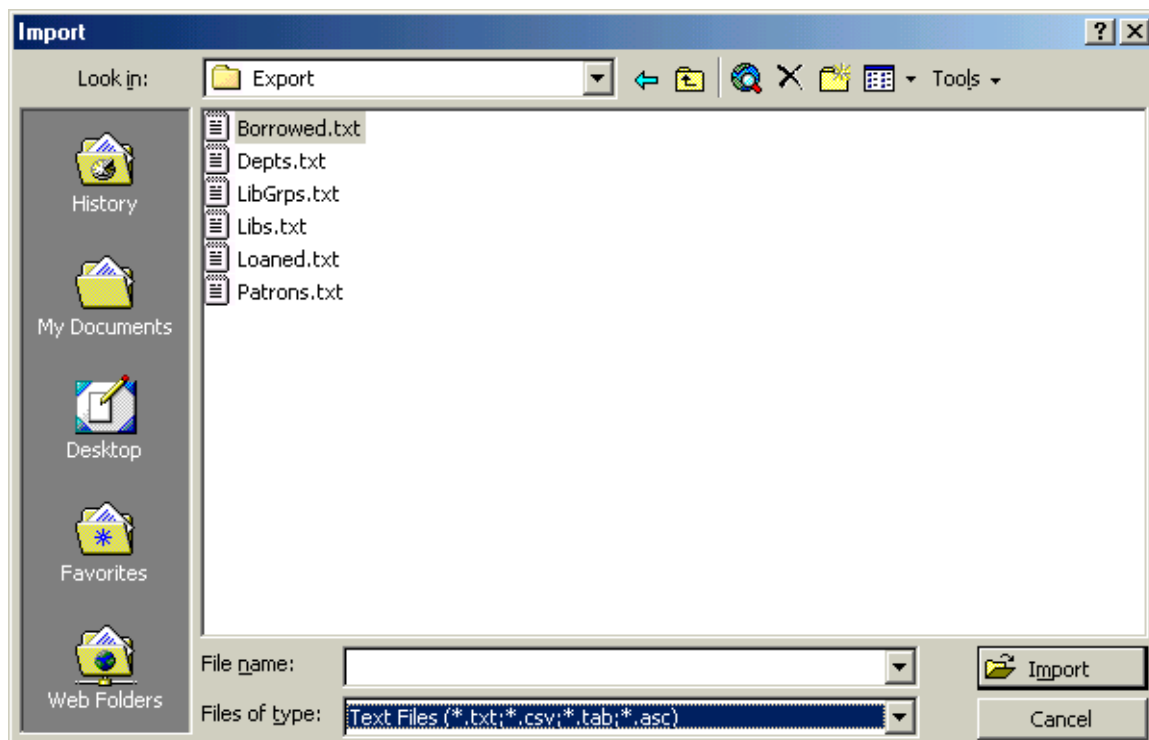 Import
Look in: Export Tools
Borrowed.txt
Depts.txt
LibGrps.txt
Libs.txt
Loaned.txt
Patrons.txt
History
My Documents
Desktop
Favorites
Web Folders
File name:
Import
Files of type: Text Files (*.txt;*.csv;*.tab;*.asc)
Cancel